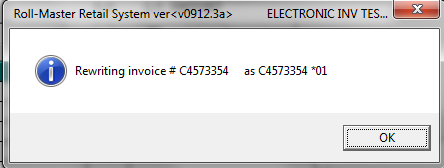 Roll-Master Retail System ver<v0912.3a> ELECTRONIC INV TES...
Rewriting invoice # C4573354 as C4573354 *01
OK